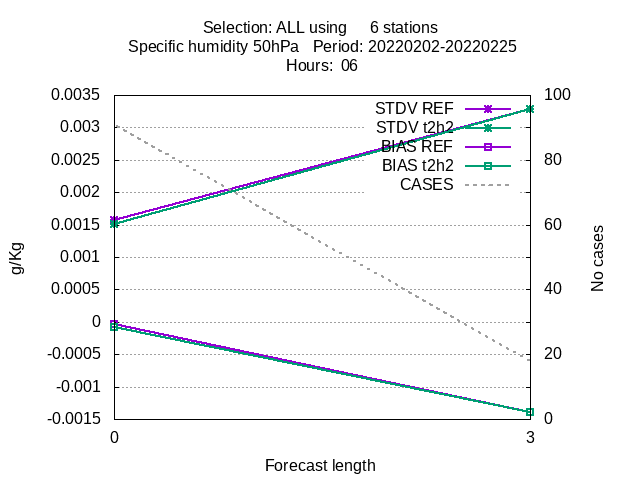 Selection: ALL using     6 stations
Specific humidity 50hPa   Period: 20220202-20220225
Hours:  06
0.0035
0.003
0.0025
0.002
0.0015
0.001
0.0005
0
-0.0005
-0.001
-0.0015
g/Kg
STDV REF
STDV t2h2
BIAS REF
BIAS t2h2
CASES
100
80
60
40
20
0
No cases
0
3
Forecast length